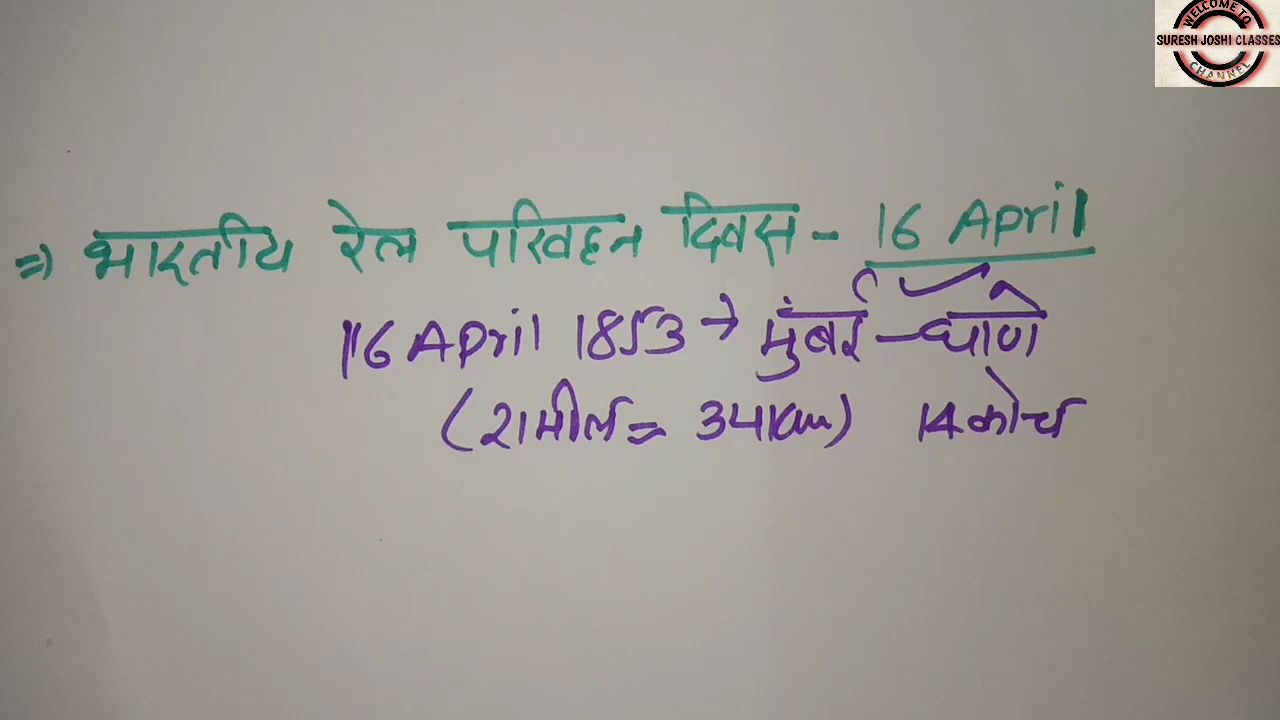 WELCOME TO
SURESH JOSHI CLASSES
CHANNEL
⇒ भारतीय रेल परिवहन दिवस - 16 April
16 April 1853 → मुंबई - थाणे
(21 मील = 34 Km) 14 कोच